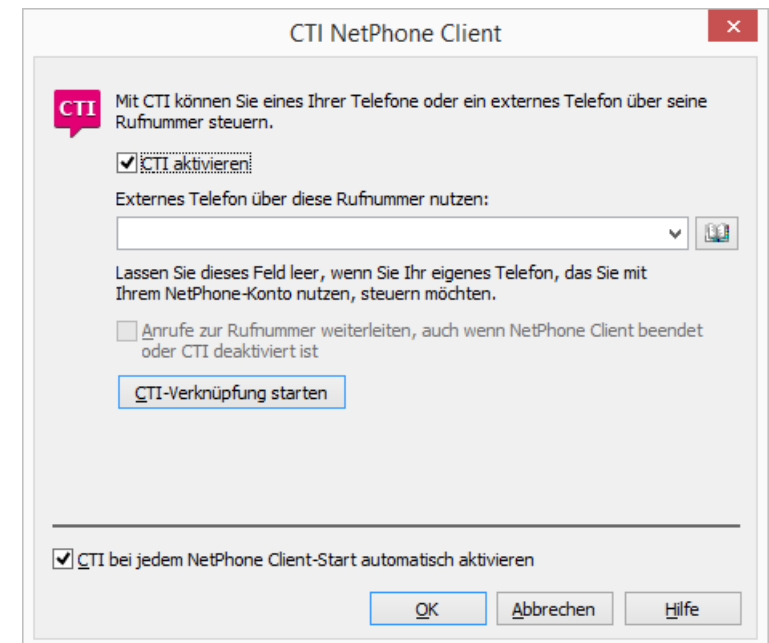 CTI NetPhone Client
CTI
Mit CTI können Sie eines Ihrer Telefone oder ein externes Telefon über seine
Rufnummer steuern.
CTI aktivieren
Externes Telefon über diese Rufnummer nutzen:
Lassen Sie dieses Feld leer, wenn Sie Ihr eigenes Telefon, das Sie mit
Ihrem NetPhone-Konto nutzen, steuern möchten.
Anrufe zur Rufnummer weiterleiten, auch wenn NetPhone Client beendet
oder CTI deaktiviert ist
CTI-Verknüpfung starten
CTI bei jedem NetPhone Client-Start automatisch aktivieren
OK
Abbrechen
Hilfe